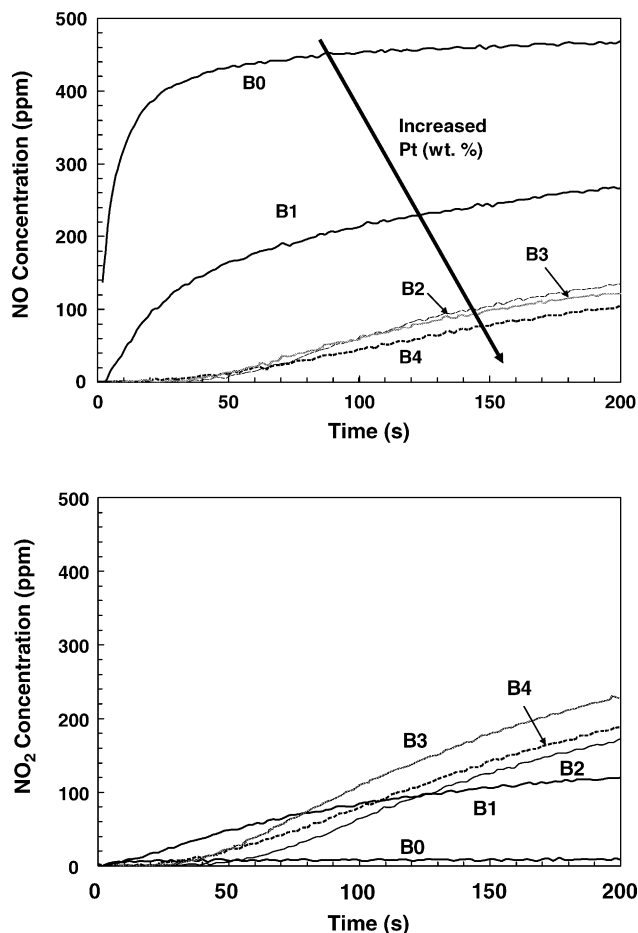 500
400
300
200
100
0
NO Concentration (ppm)
B0
Increased
Pt (wt. %)
B1
B2
B3
B4
0 50 100 150 200
Time (s)
500
400
300
200
100
0
NO2 Concentration (ppm)
B4
B3
B2
B1
B0
0 50 100 150 200
Time (s)